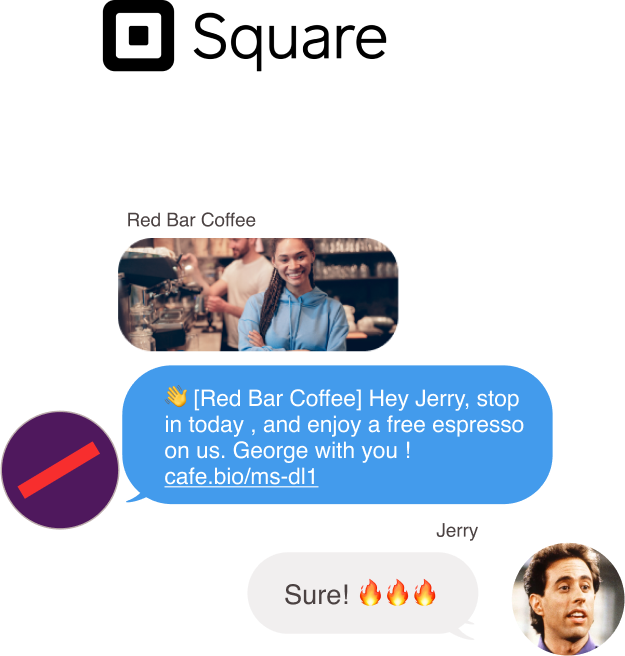 Square
Red Bar Coffee
👋 [Red Bar Coffee] Hey Jerry, stop
in today , and enjoy a free espresso
on us. George with you !
cafe.bio/ms-dl1
Jerry
Sure! 🔥🔥🔥